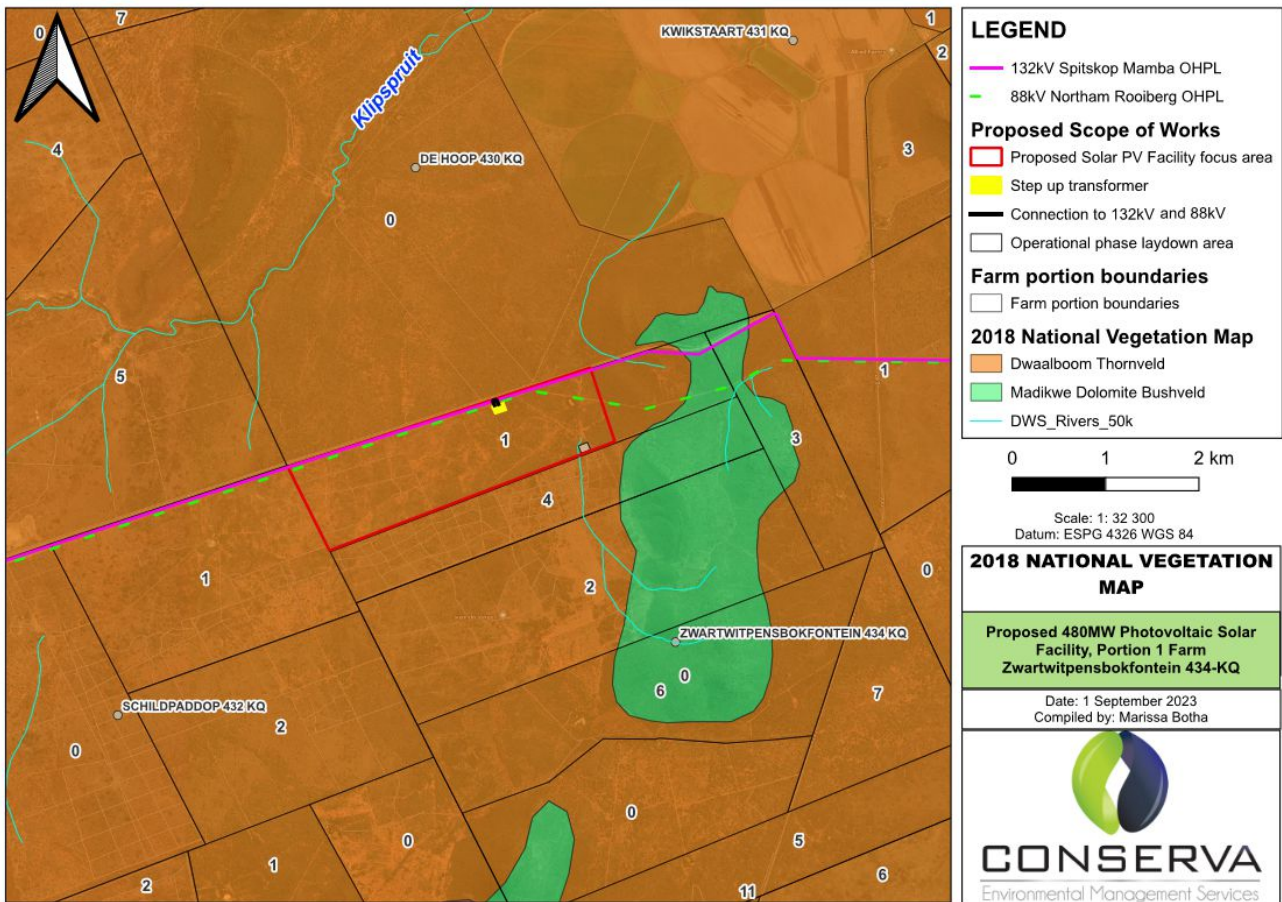 0
7
KWIKSTAART 431 KQ
1
2
Klipspruit
4
DE HOOP 430 KQ
3
0
5
1
1
3
4
1
2
0
ZWARTWITPENSBOKFONTEIN 434 KQ
6 0
7
SCHILDPADDOP 432 KQ
2
0
0
0
5
1
6
2
11
LEGEND
132kV Spitskop Mamba OHPL
88kV Northam Rooiberg OHPL
Proposed Scope of Works
Proposed Solar PV Facility focus area
Step up transformer
Connection to 132kV and 88kV
Operational phase laydown area
Farm portion boundaries
Farm portion boundaries
2018 National Vegetation Map
Dwaalboom Thornveld
Madikwe Dolomite Bushveld
DWS_Rivers_50k
0 1 2 km
Scale: 1: 32 300
Datum: ESPG 4326 WGS 84
2018 NATIONAL VEGETATION
MAP
Proposed 480MW Photovoltaic Solar
Facility, Portion 1 Farm
Zwartwitpensbokfontein 434-KQ
Date: 1 September 2023
Compiled by: Marissa Botha
CONSERVA
Environmental Management Services